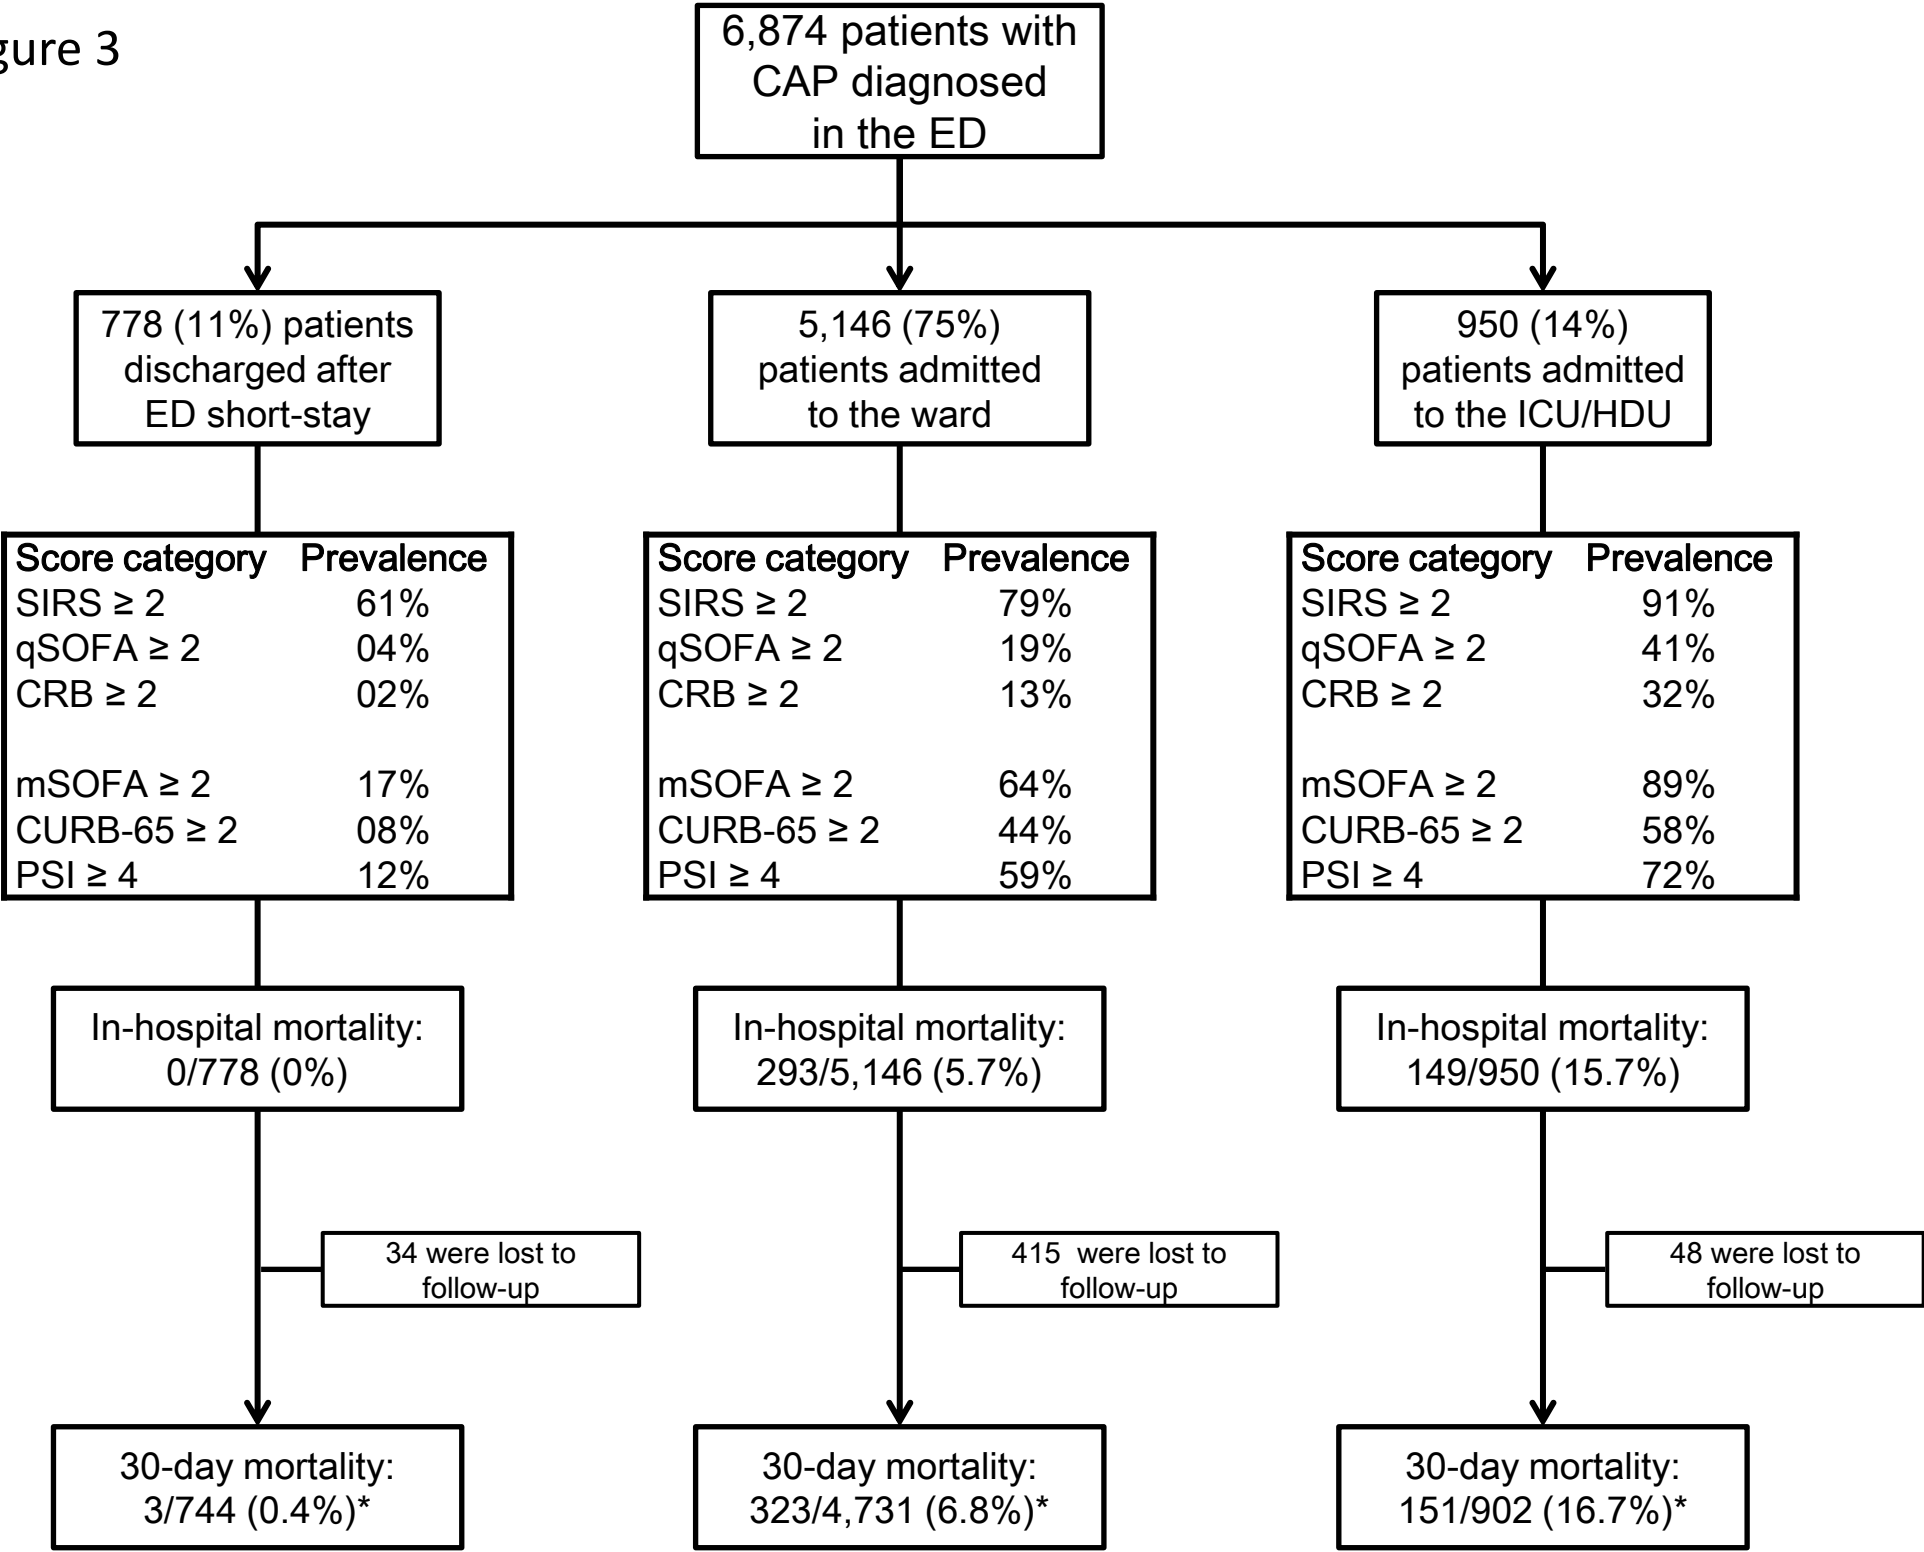 gure 3
6,874 patients with
CAP diagnosed
in the ED
778 (11%) patients
discharged after
ED short-stay
5,146 (75%)
patients admitted
to the ward
950 (14%)
patients admitted
to the ICU/HDU
Score category Prevalence
SIRS ≥ 2 61%
qSOFA ≥ 2 04%
CRB ≥ 2 02%
mSOFA ≥ 2 17%
CURB-65 ≥ 2 08%
PSI ≥ 4 12%
Score category Prevalence
SIRS ≥ 2 79%
qSOFA ≥ 2 19%
CRB ≥ 2 13%
mSOFA ≥ 2 64%
CURB-65 ≥ 2 44%
PSI ≥ 4 59%
Score category Prevalence
SIRS ≥ 2 91%
qSOFA ≥ 2 41%
CRB ≥ 2 32%
mSOFA ≥ 2 89%
CURB-65 ≥ 2 58%
PSI ≥ 4 72%
In-hospital mortality:
0/778 (0%)
In-hospital mortality:
293/5,146 (5.7%)
In-hospital mortality:
149/950 (15.7%)
34 were lost to
follow-up
415 were lost to
follow-up
48 were lost to
follow-up
30-day mortality:
3/744 (0.4%)*
30-day mortality:
323/4,731 (6.8%)*
30-day mortality:
151/902 (16.7%)*